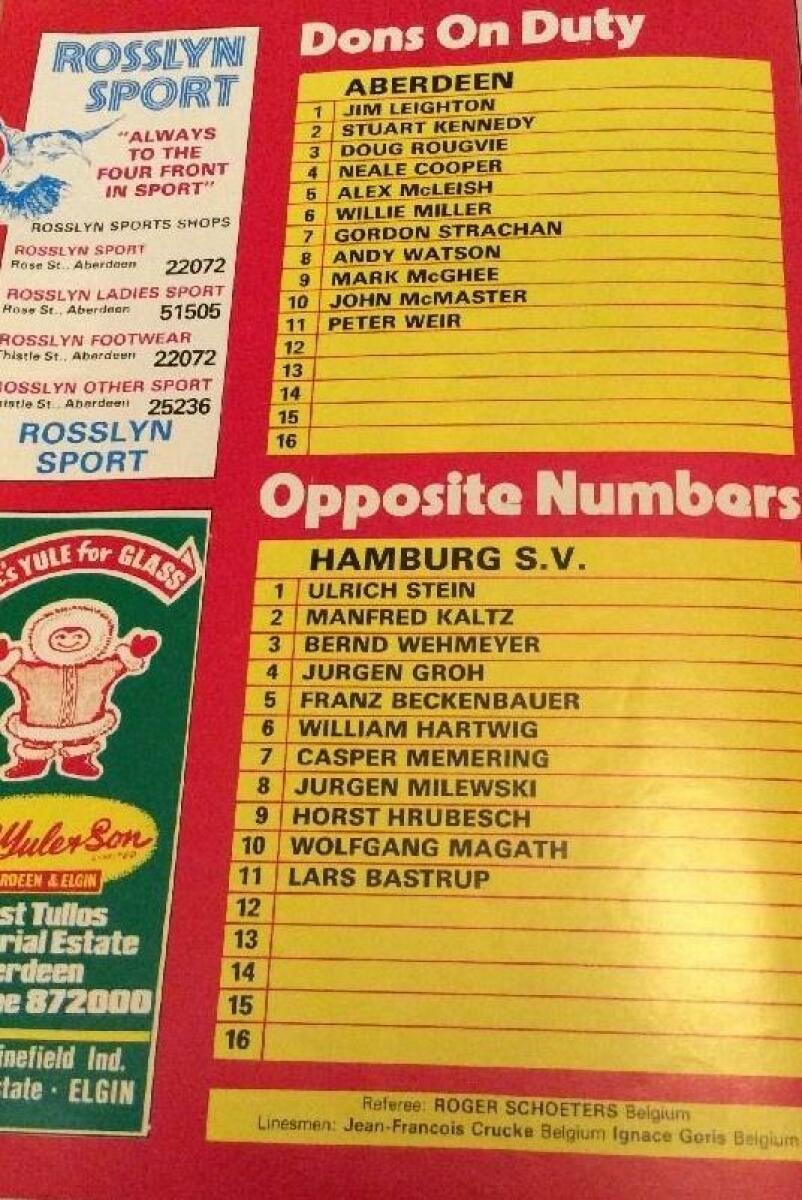 ROSSLYN
SPORT
"ALWAYS
TO THE
FOUR FRONT
IN SPORT"
ROSSLYN SPORTS SHOPS
ROSSLYN SPORT
Rose St., Aberdeen 22072
ROSSLYN LADIES SPORT
Rose St., Aberdeen 51505
ROSSLYN FOOTWEAR
Thistle St., Aberdeen 22072
ROSSLYN OTHER SPORT
St., Aberdeen 25236
ROSSLYN
SPORT
YULE for GLASS
Yule & Son
LIMITED
& ELGIN
Tullos
Estate
872000
Ind.
ELGIN
Dons On Duty
ABERDEEN
1 JIM LEIGHTON
2 STUART KENNEDY
3 DOUG ROUGVIE
4 NEALE COOPER
5 ALEX McLEISH
6 WILLIE MILLER
7 GORDON STRACHAN
8 ANDY WATSON
9 MARK McGHEE
10 JOHN McMASTER
11 PETER WEIR
12
13
14
15
16
Opposite Numbers
HAMBURG S.V.
1 ULRICH STEIN
2 MANFRED KALTZ
3 BERND WEHMEYER
4 JURGEN GROH
5 FRANZ BECKENBAUER
6 WILLIAM HARTWIG
7 CASPER MEMERING
8 JURGEN MILEWSKI
9 HORST HRUBESCH
10 WOLFGANG MAGATH
11 LARS BASTRUP
12
13
14
15
16
Referee: ROGER SCHOETERS Belgium
Linesmen: Jean-Francois Crucke Belgium Ignace Goris Belgium